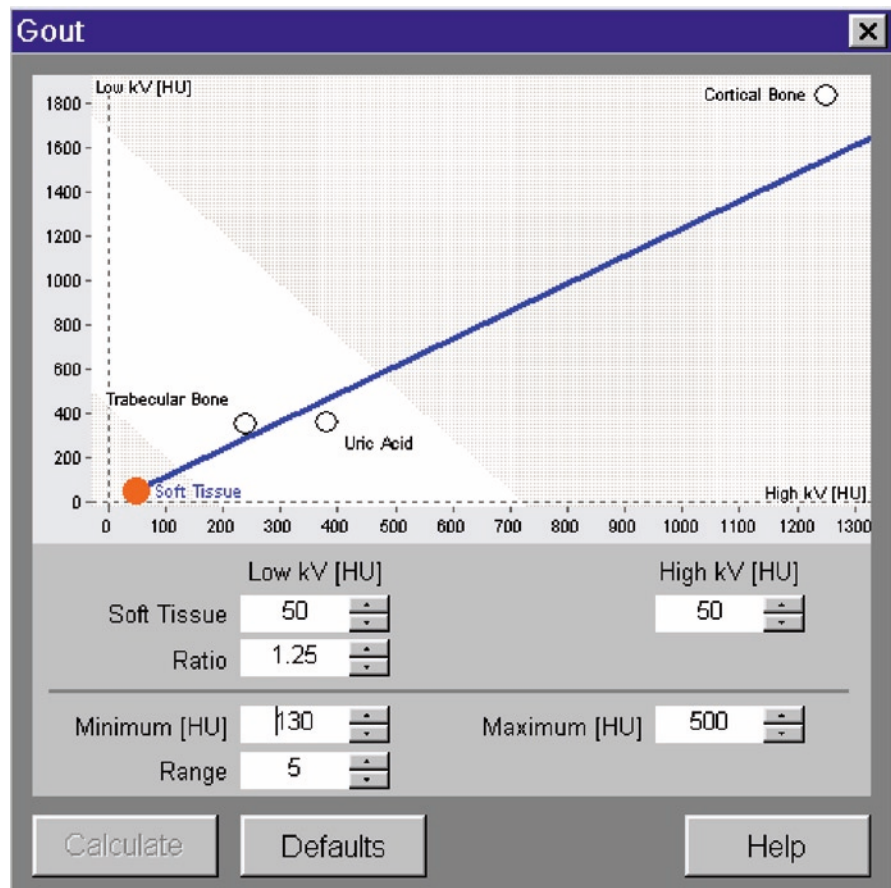 Gout
Low kV [HU]
1800
1600
1400
1200
1000
800
600
400
200
0
Cortical Bone
Trabecular Bone
Uric Acid
Soft Tissue
High kV [HU]
0 100 200 300 400 500 600 700 800 900 1000 1100 1200 1300
Low kV [HU] High kV [HU]
Soft Tissue 50 50
Ratio 1.25
Minimum [HU] 130 Maximum [HU] 500
Range 5
Calculate Defaults Help